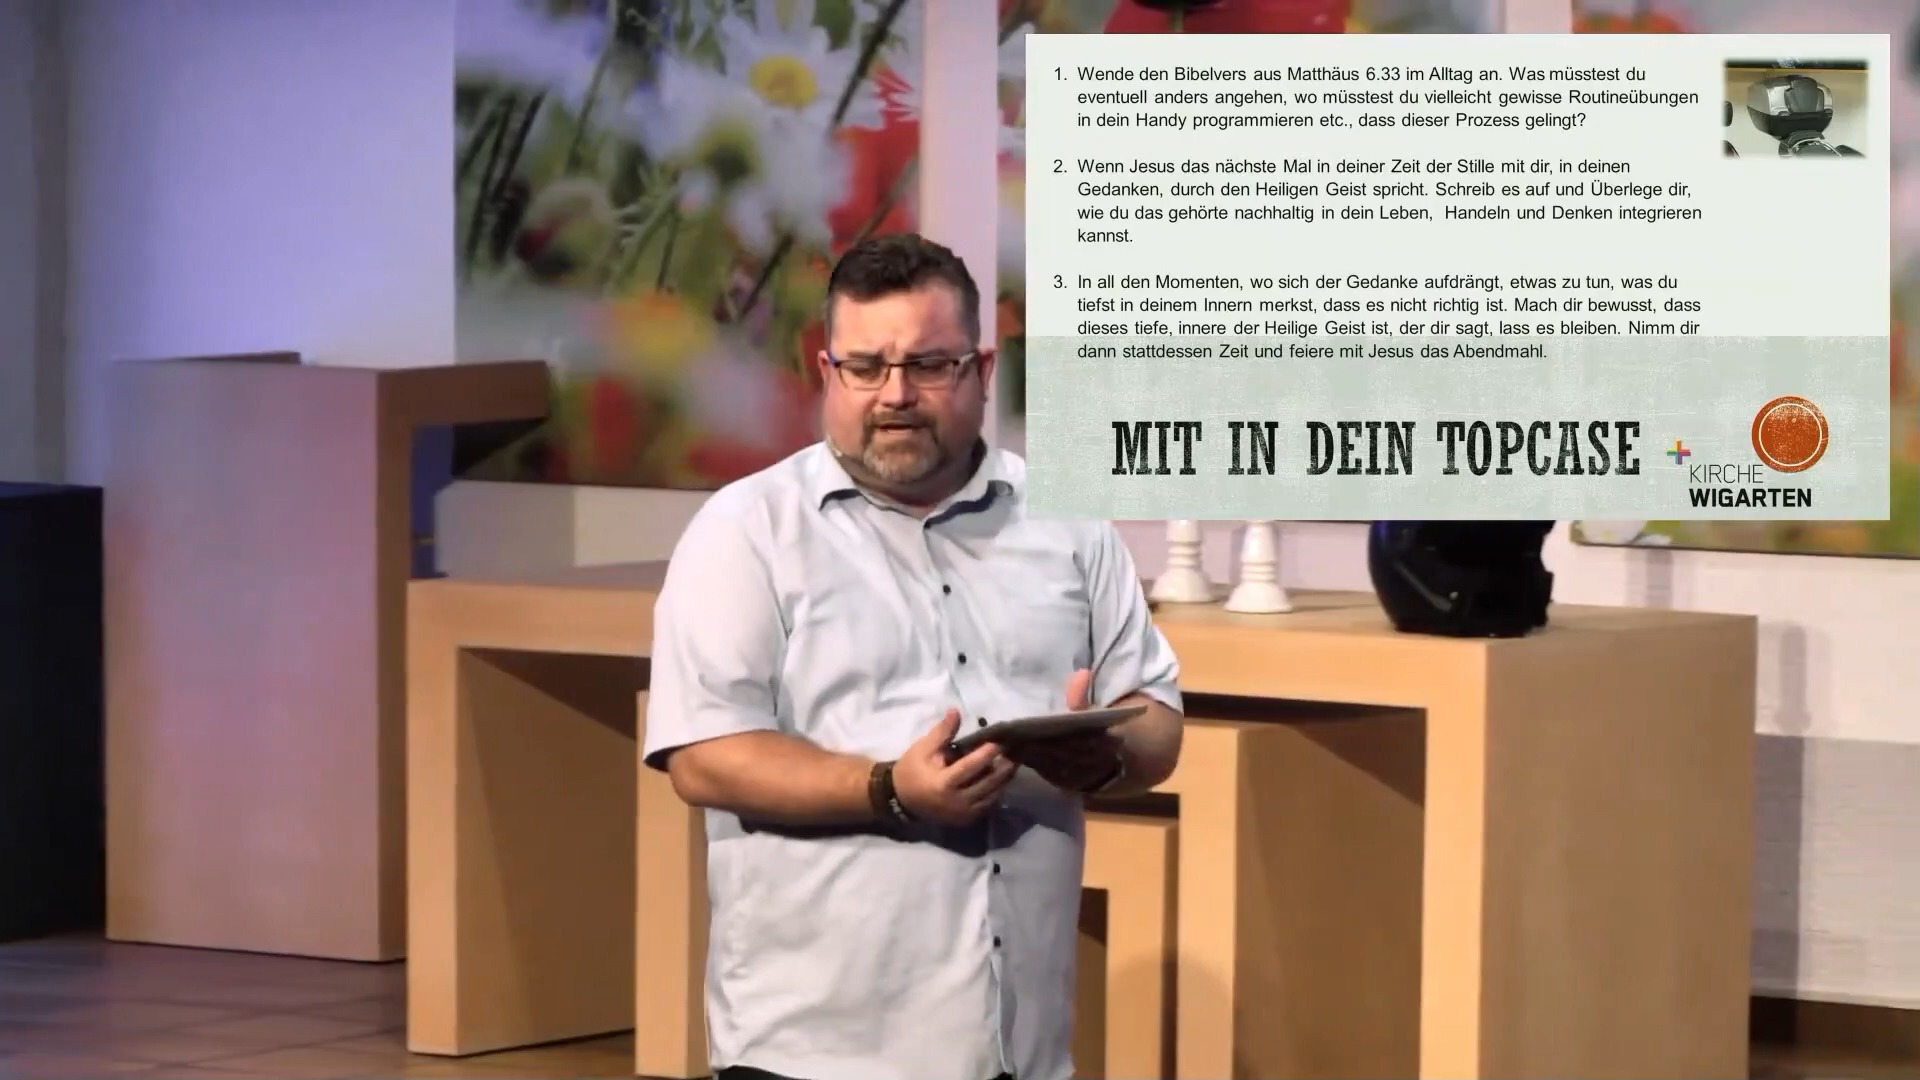 1. Wende den Bibelvers aus Matthäus 6.33 im Alltag an. Was müsstest du
eventuell anders angehen, wo müsstest du vielleicht gewisse Routineübungen
in dein Handy programmieren etc., dass dieser Prozess gelingt?
2. Wenn Jesus das nächste Mal in deiner Zeit der Stille mit dir, in deinen
Gedanken, durch den Heiligen Geist spricht. Schreib es auf und Überlege dir,
wie du das gehörte nachhaltig in dein Leben, Handeln und Denken integrieren
kannst.
3. In all den Momenten, wo sich der Gedanke aufdrängt, etwas zu tun, was du
tiefst in deinem Innern merkst, dass es nicht richtig ist. Mach dir bewusst, dass
dieses tiefe, innere der Heilige Geist ist, der dir sagt, lass es bleiben. Nimm dir
dann stattdessen Zeit und feiere mit Jesus das Abendmahl.
MIT IN DEIN TOPCASE
KIRCHE
WIGARTEN